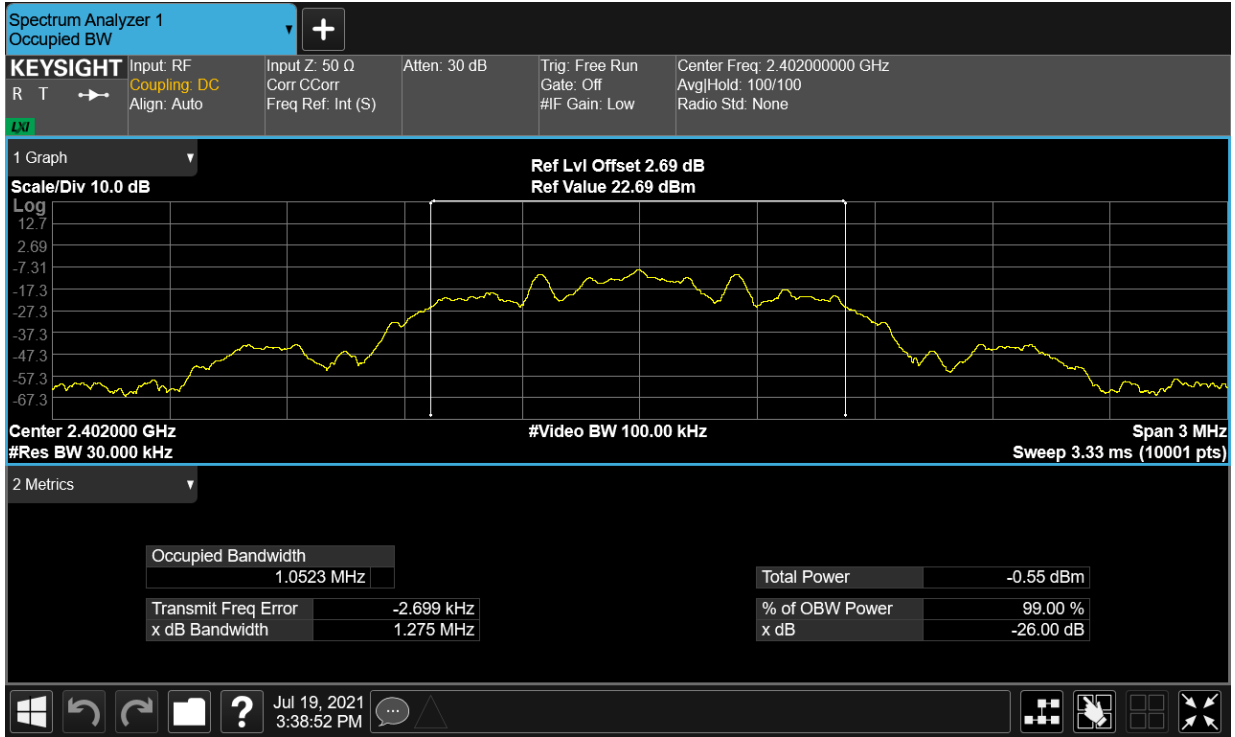 Spectrum Analyzer 1
Occupied BW
KEYSIGHT
R T
LXI
Input: RF
Coupling: DC
Align: Auto
Input Z: 50 Ω
Corr CCorr
Freq Ref: Int (S)
Atten: 30 dB
Trig: Free Run
Gate: Off
#IF Gain: Low
Center Freq: 2.402000000 GHz
Avg|Hold: 100/100
Radio Std: None
1 Graph
Scale/Div 10.0 dB
Ref Lvl Offset 2.69 dB
Ref Value 22.69 dBm
Log
12.7
2.69
-7.31
-17.3
-27.3
-37.3
-47.3
-57.3
-67.3
Center 2.402000 GHz
#Res BW 30.000 kHz
#Video BW 100.00 kHz
Span 3 MHz
Sweep 3.33 ms (10001 pts)
2 Metrics
Occupied Bandwidth
1.0523 MHz
Transmit Freq Error -2.699 kHz
x dB Bandwidth 1.275 MHz
Total Power -0.55 dBm
% of OBW Power 99.00 %
x dB -26.00 dB
?
Jul 19, 2021
3:38:52 PM